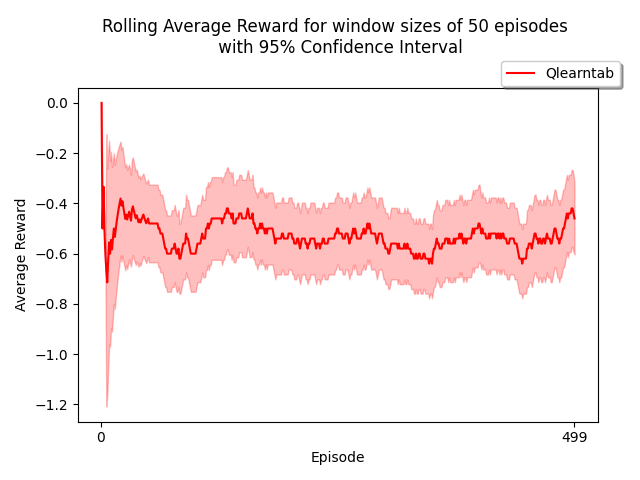 Rolling Average Reward for window sizes of 50 episodes
with 95% Confidence Interval
Qlearntab
0.0
−0.2
−0.4
−0.6
−0.8
−1.0
−1.2
Average Reward
0
499
Episode